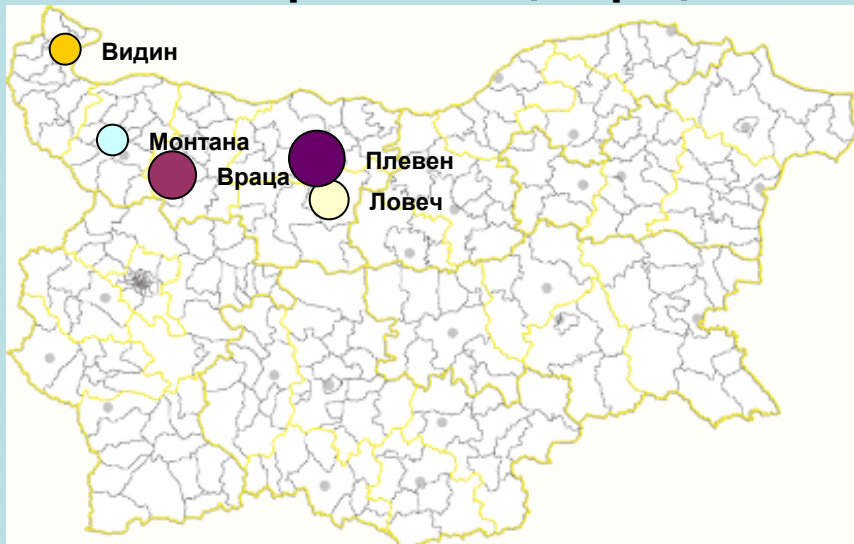 Видин
Монтана
Враца
Плевен
Ловеч